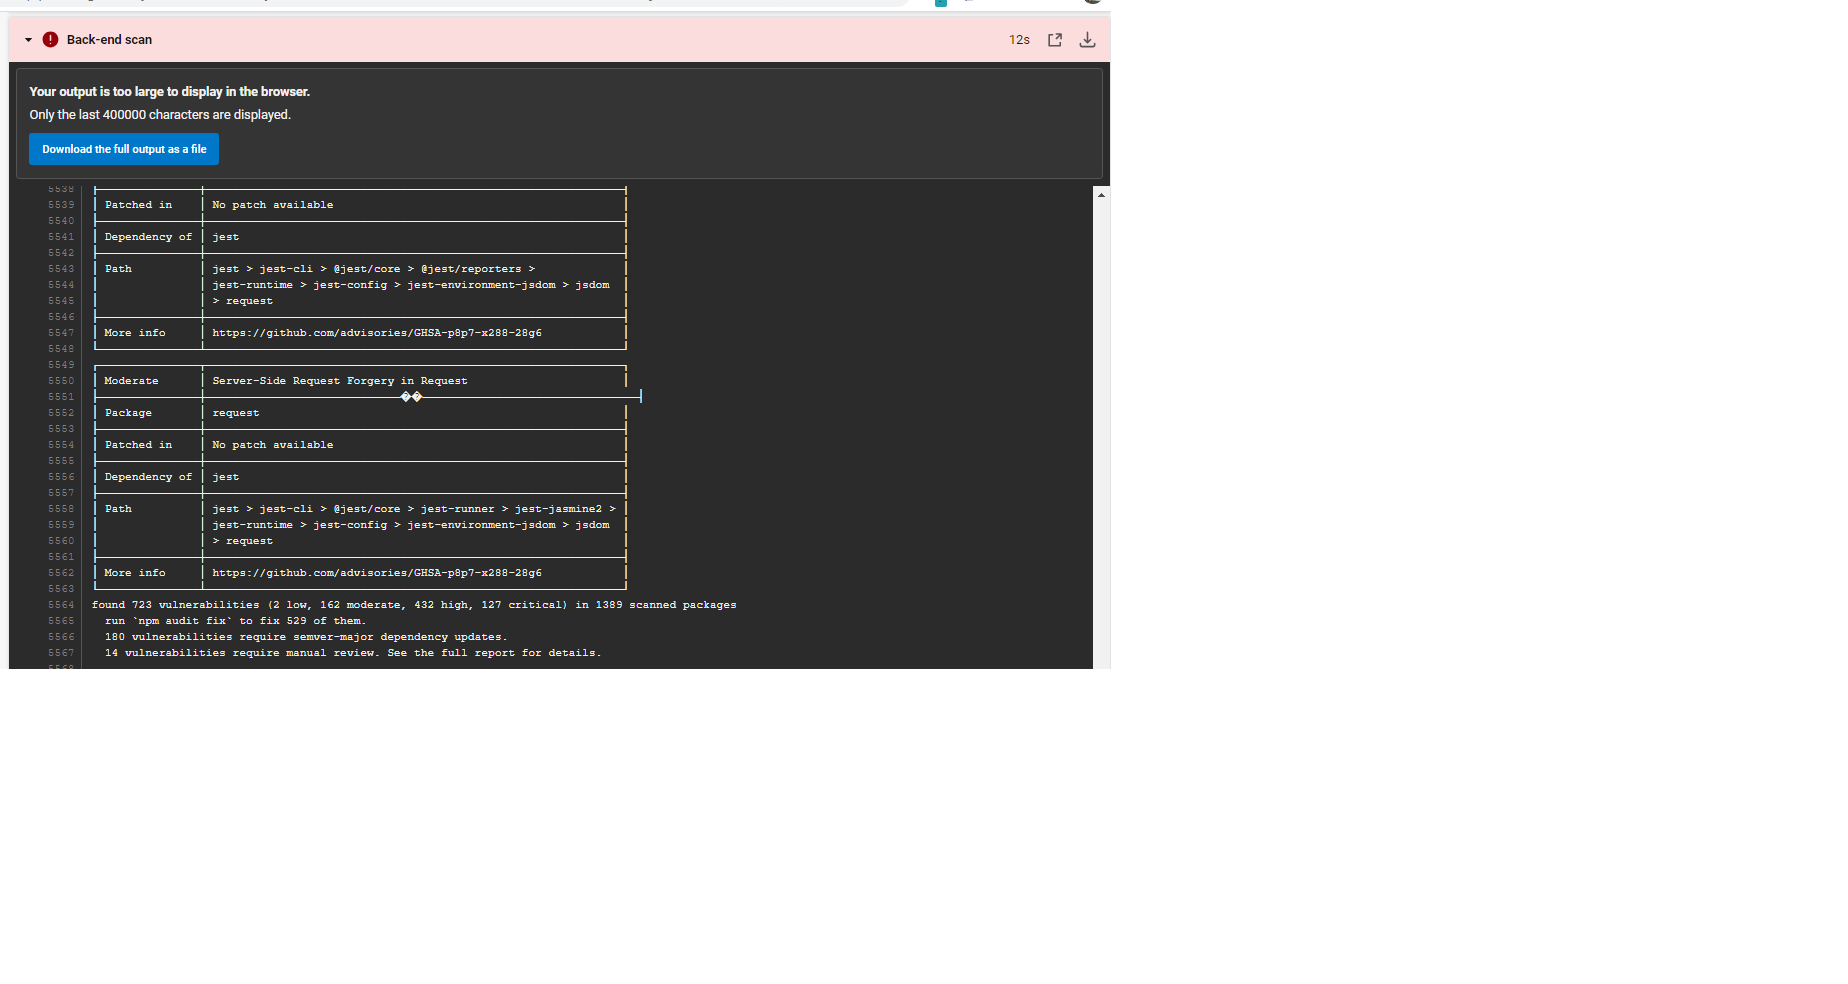 Back-end scan
12s
Your output is too large to display in the browser.
Only the last 400000 characters are displayed.
Download the full output as a file
5538
5539 Patched in No patch available
5540
5541 Dependency of jest
5542
5543 Path jest > jest-cli > @jest/core > @jest/reporters >
5544 jest-runtime > jest-config > jest-environment-jsdom > jsdom
5545 > request
5546
5547 More info https://github.com/advisories/GHSA-p8p7-x288-28g6
5548
5549
5550 Moderate Server-Side Request Forgery in Request
5551 ��
5552 Package request
5553
5554 Patched in No patch available
5555
5556 Dependency of jest
5557
5558 Path jest > jest-cli > @jest/core > jest-runner > jest-jasmine2 >
5559 jest-runtime > jest-config > jest-environment-jsdom > jsdom
5560 > request
5561
5562 More info https://github.com/advisories/GHSA-p8p7-x288-28g6
5563
5564 found 723 vulnerabilities (2 low, 162 moderate, 432 high, 127 critical) in 1389 scanned packages
5565 run `npm audit fix` to fix 529 of them.
5566 180 vulnerabilities require semver-major dependency updates.
5567 14 vulnerabilities require manual review. See the full report for details.
5568